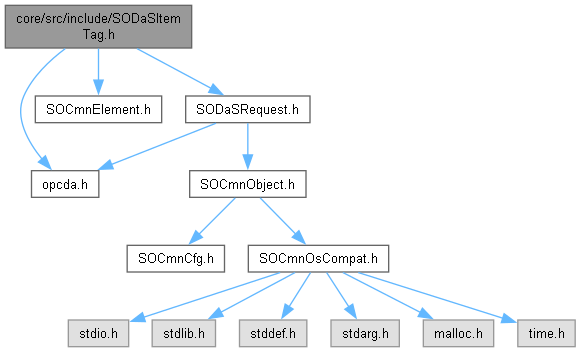 core/src/include/SODaSItem
Tag.h
SOCmnElement.h
SODaSRequest.h
opcda.h
SOCmnObject.h
SOCmnCfg.h
SOCmnOsCompat.h
stdio.h
stdlib.h
stddef.h
stdarg.h
malloc.h
time.h